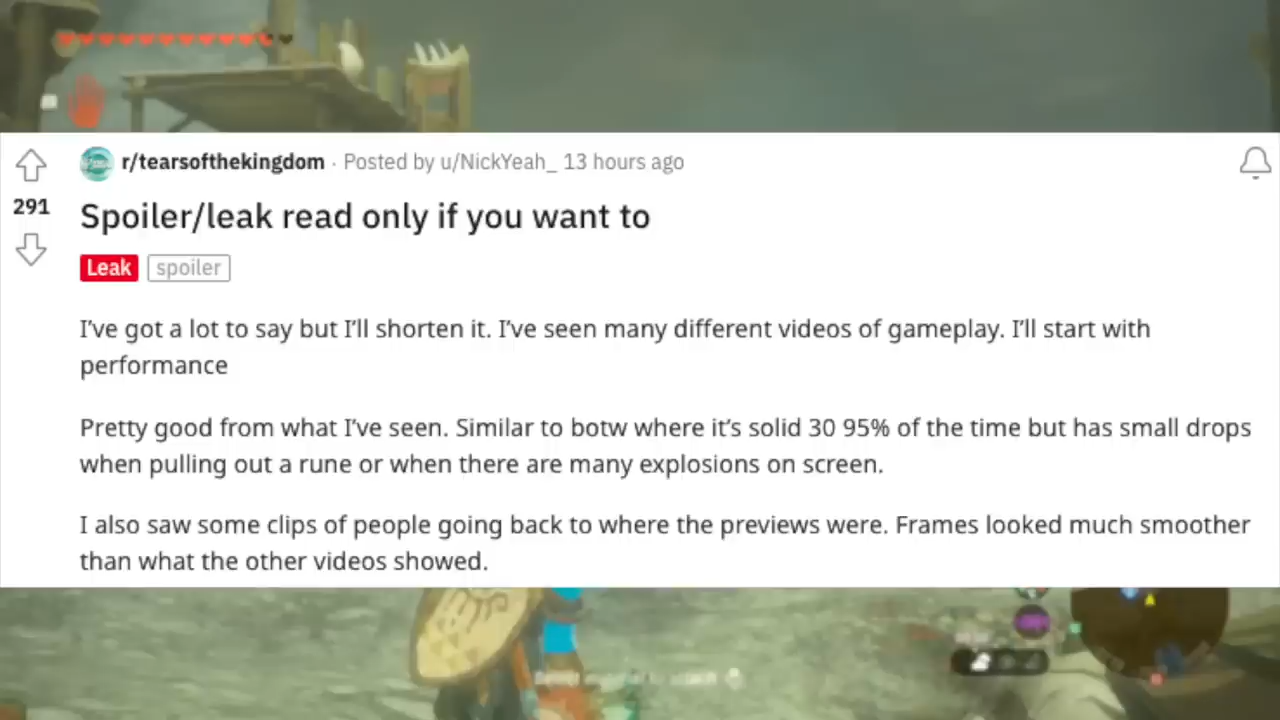 r/tearsofthekingdom · Posted by u/NickYeah_ 13 hours ago
291
Spoiler/leak read only if you want to
Leak spoiler
I’ve got a lot to say but I’ll shorten it. I’ve seen many different videos of gameplay. I’ll start with
performance
Pretty good from what I’ve seen. Similar to botw where it’s solid 30 95% of the time but has small drops
when pulling out a rune or when there are many explosions on screen.
I also saw some clips of people going back to where the previews were. Frames looked much smoother
than what the other videos showed.